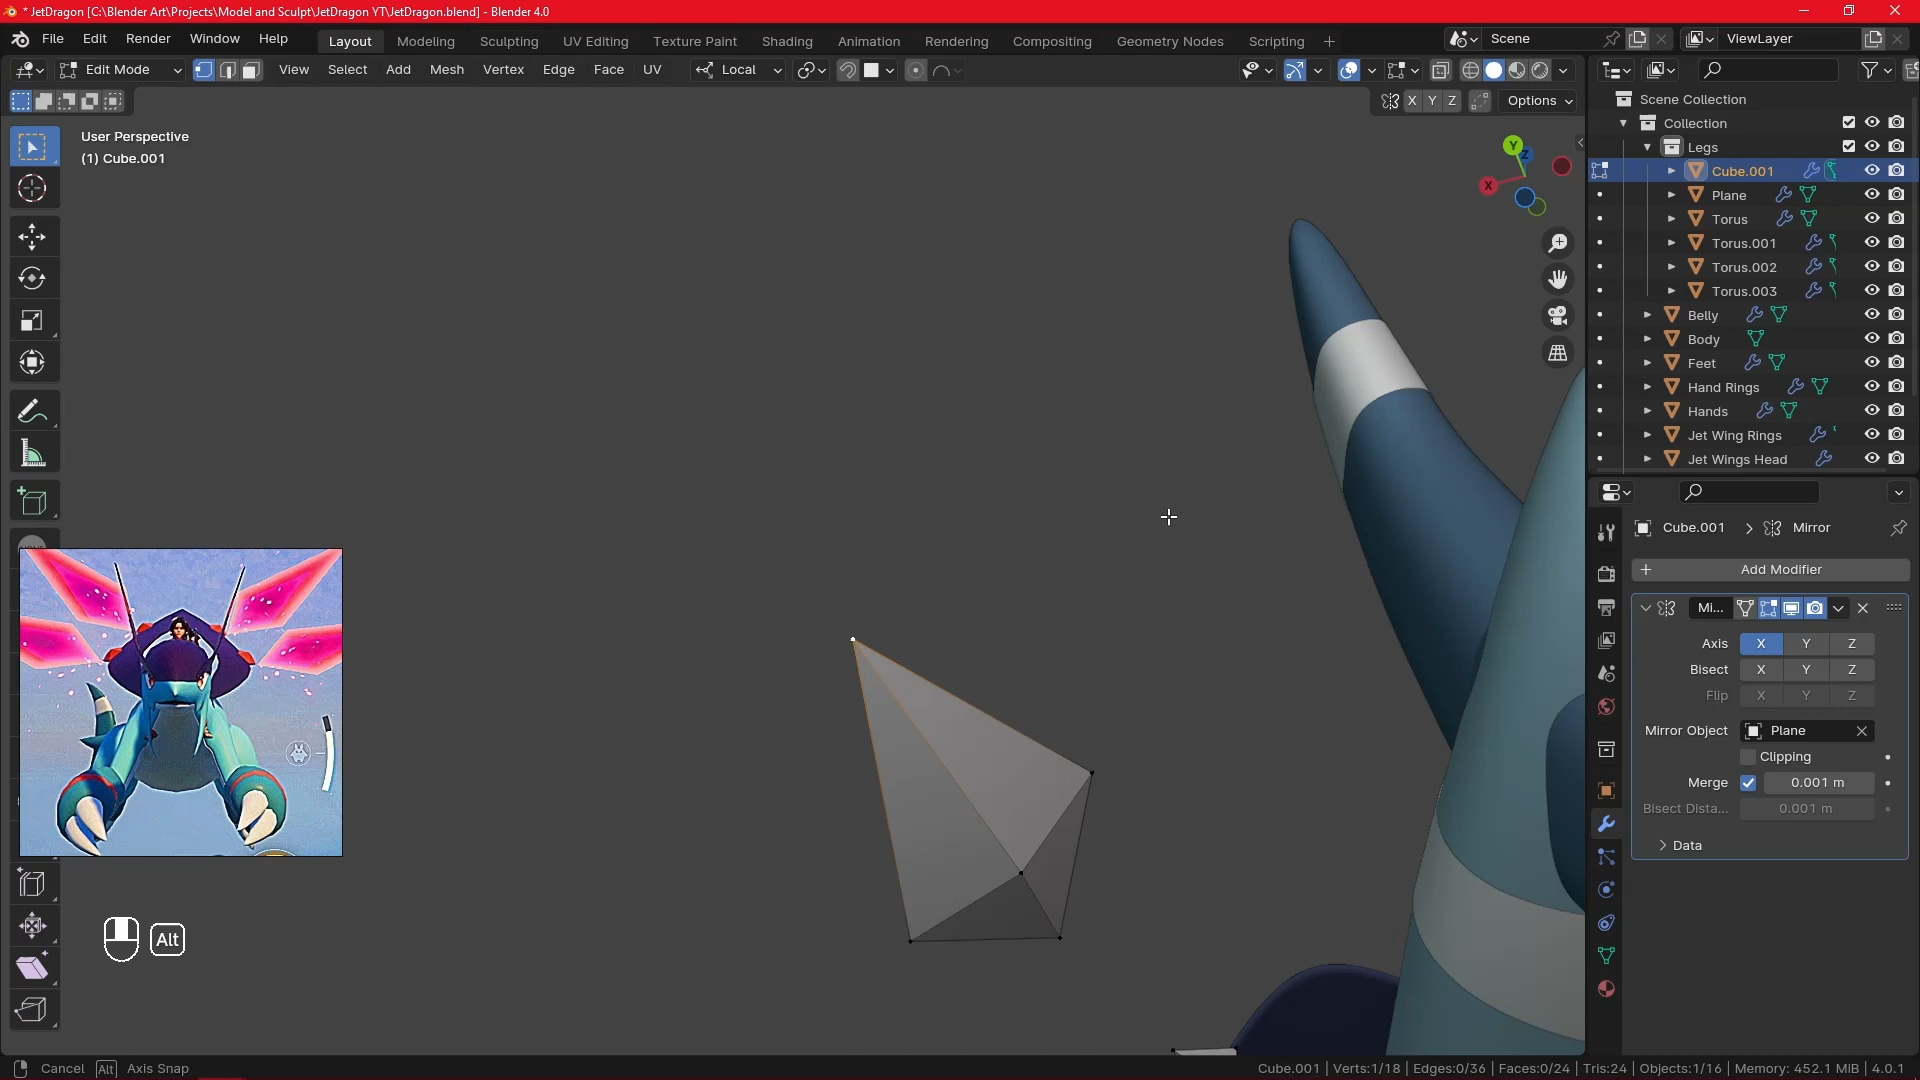 * JetDragon [C:\Blender Art\Projects\Model and Sculpt\JetDragon YT\JetDragon.blend] - Blender 4.0
File Edit Render Window Help Layout Modeling Sculpting UV Editing Texture Paint Shading Animation Rendering Compositing Geometry Nodes Scripting + Scene ViewLayer
Edit Mode View Select Add Mesh Vertex Edge Face UV Local
X Y Z Options
User Perspective
(1) Cube.001
Y
Z
X
Scene Collection
Collection
Legs
Cube.001
Plane
Torus
Torus.001
Torus.002
Torus.003
Belly
Body
Feet
Hand Rings
Hands
Jet Wing Rings
Jet Wings Head
Cube.001 > Mirror
+ Add Modifier
Mi...
Axis X Y Z
Bisect X Y Z
Flip X Y Z
Mirror Object Plane
Clipping
Merge 0.001 m
Bisect Dista... 0.001 m
Data
Alt
Cancel Alt Axis Snap
Cube.001 | Verts:1/18 | Edges:0/36 | Faces:0/24 | Tris:24 | Objects:1/16 | Memory: 452.1 MiB | 4.0.1